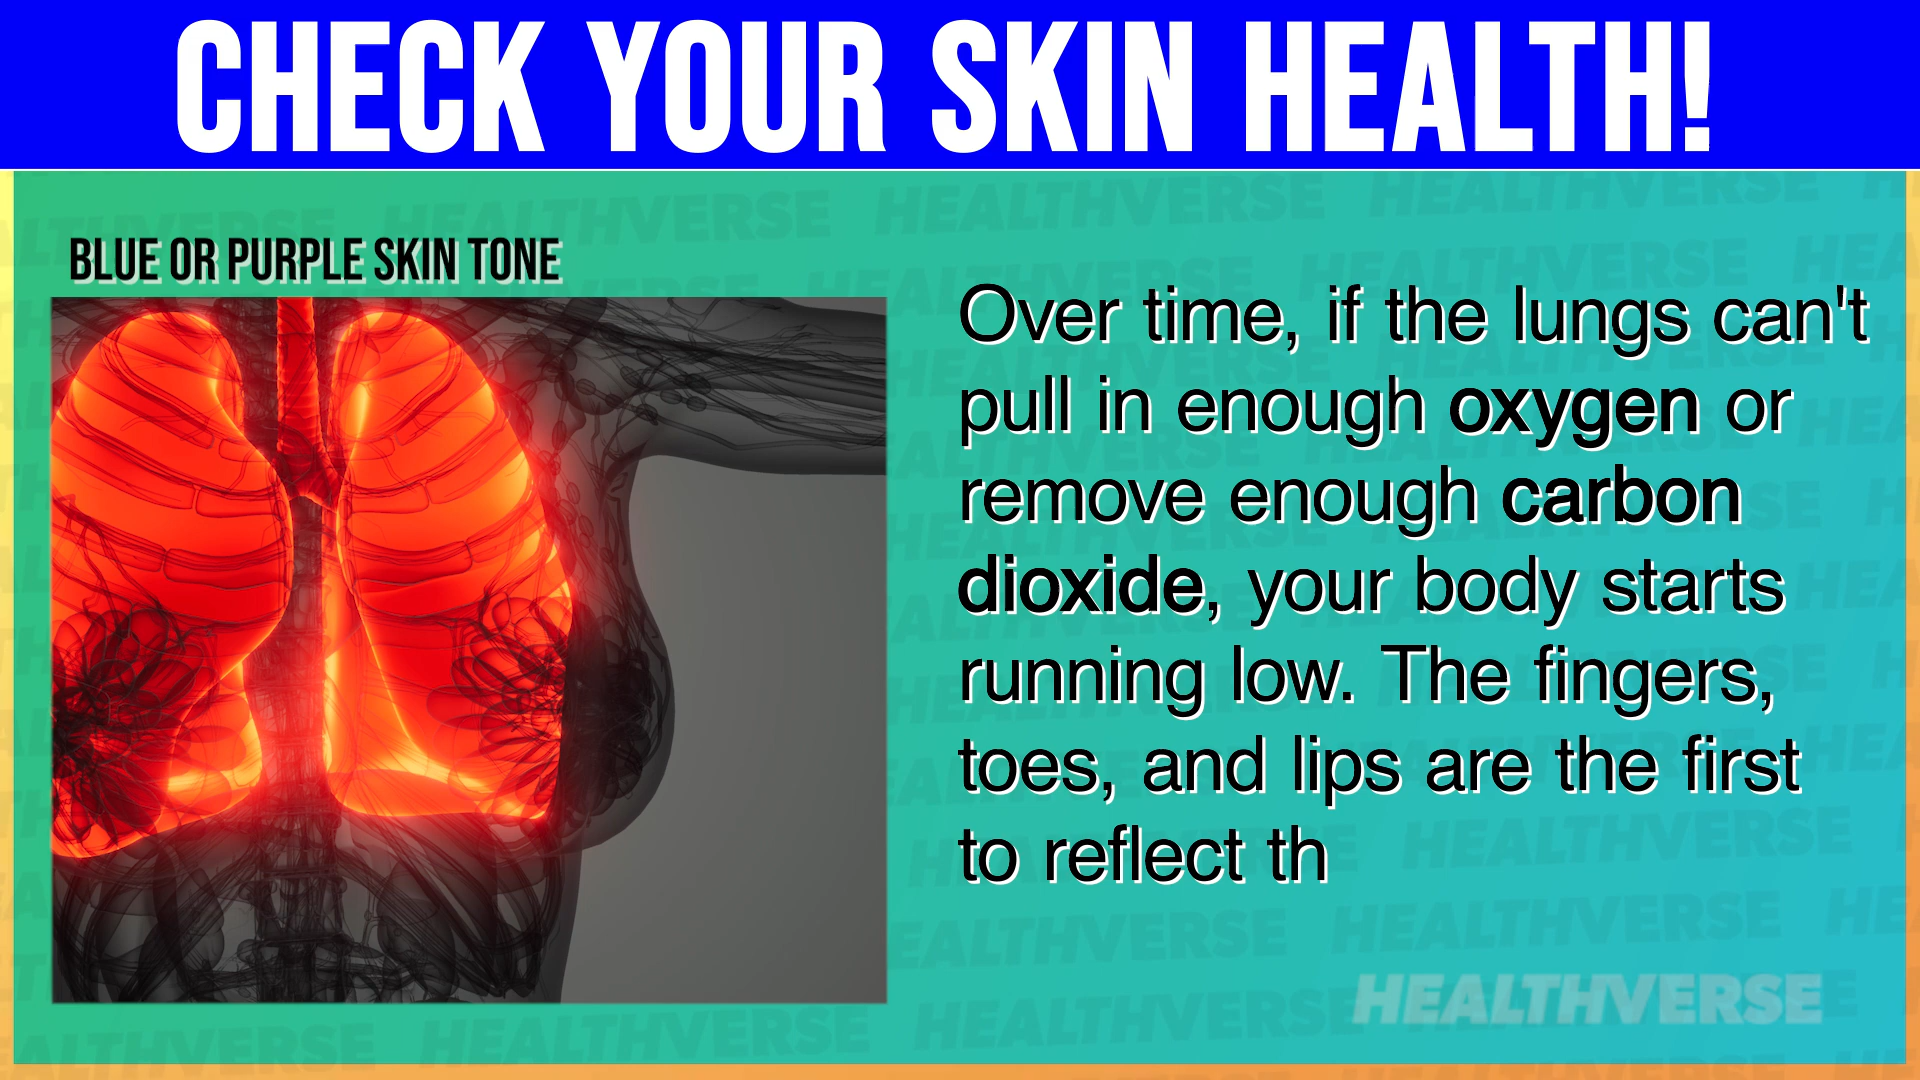 CHECK YOUR SKIN HEALTH!
BLUE OR PURPLE SKIN TONE
Over time, if the lungs can't
pull in enough oxygen or
remove enough carbon
dioxide, your body starts
running low. The fingers,
toes, and lips are the first
to reflect th
HEALTHVERSE